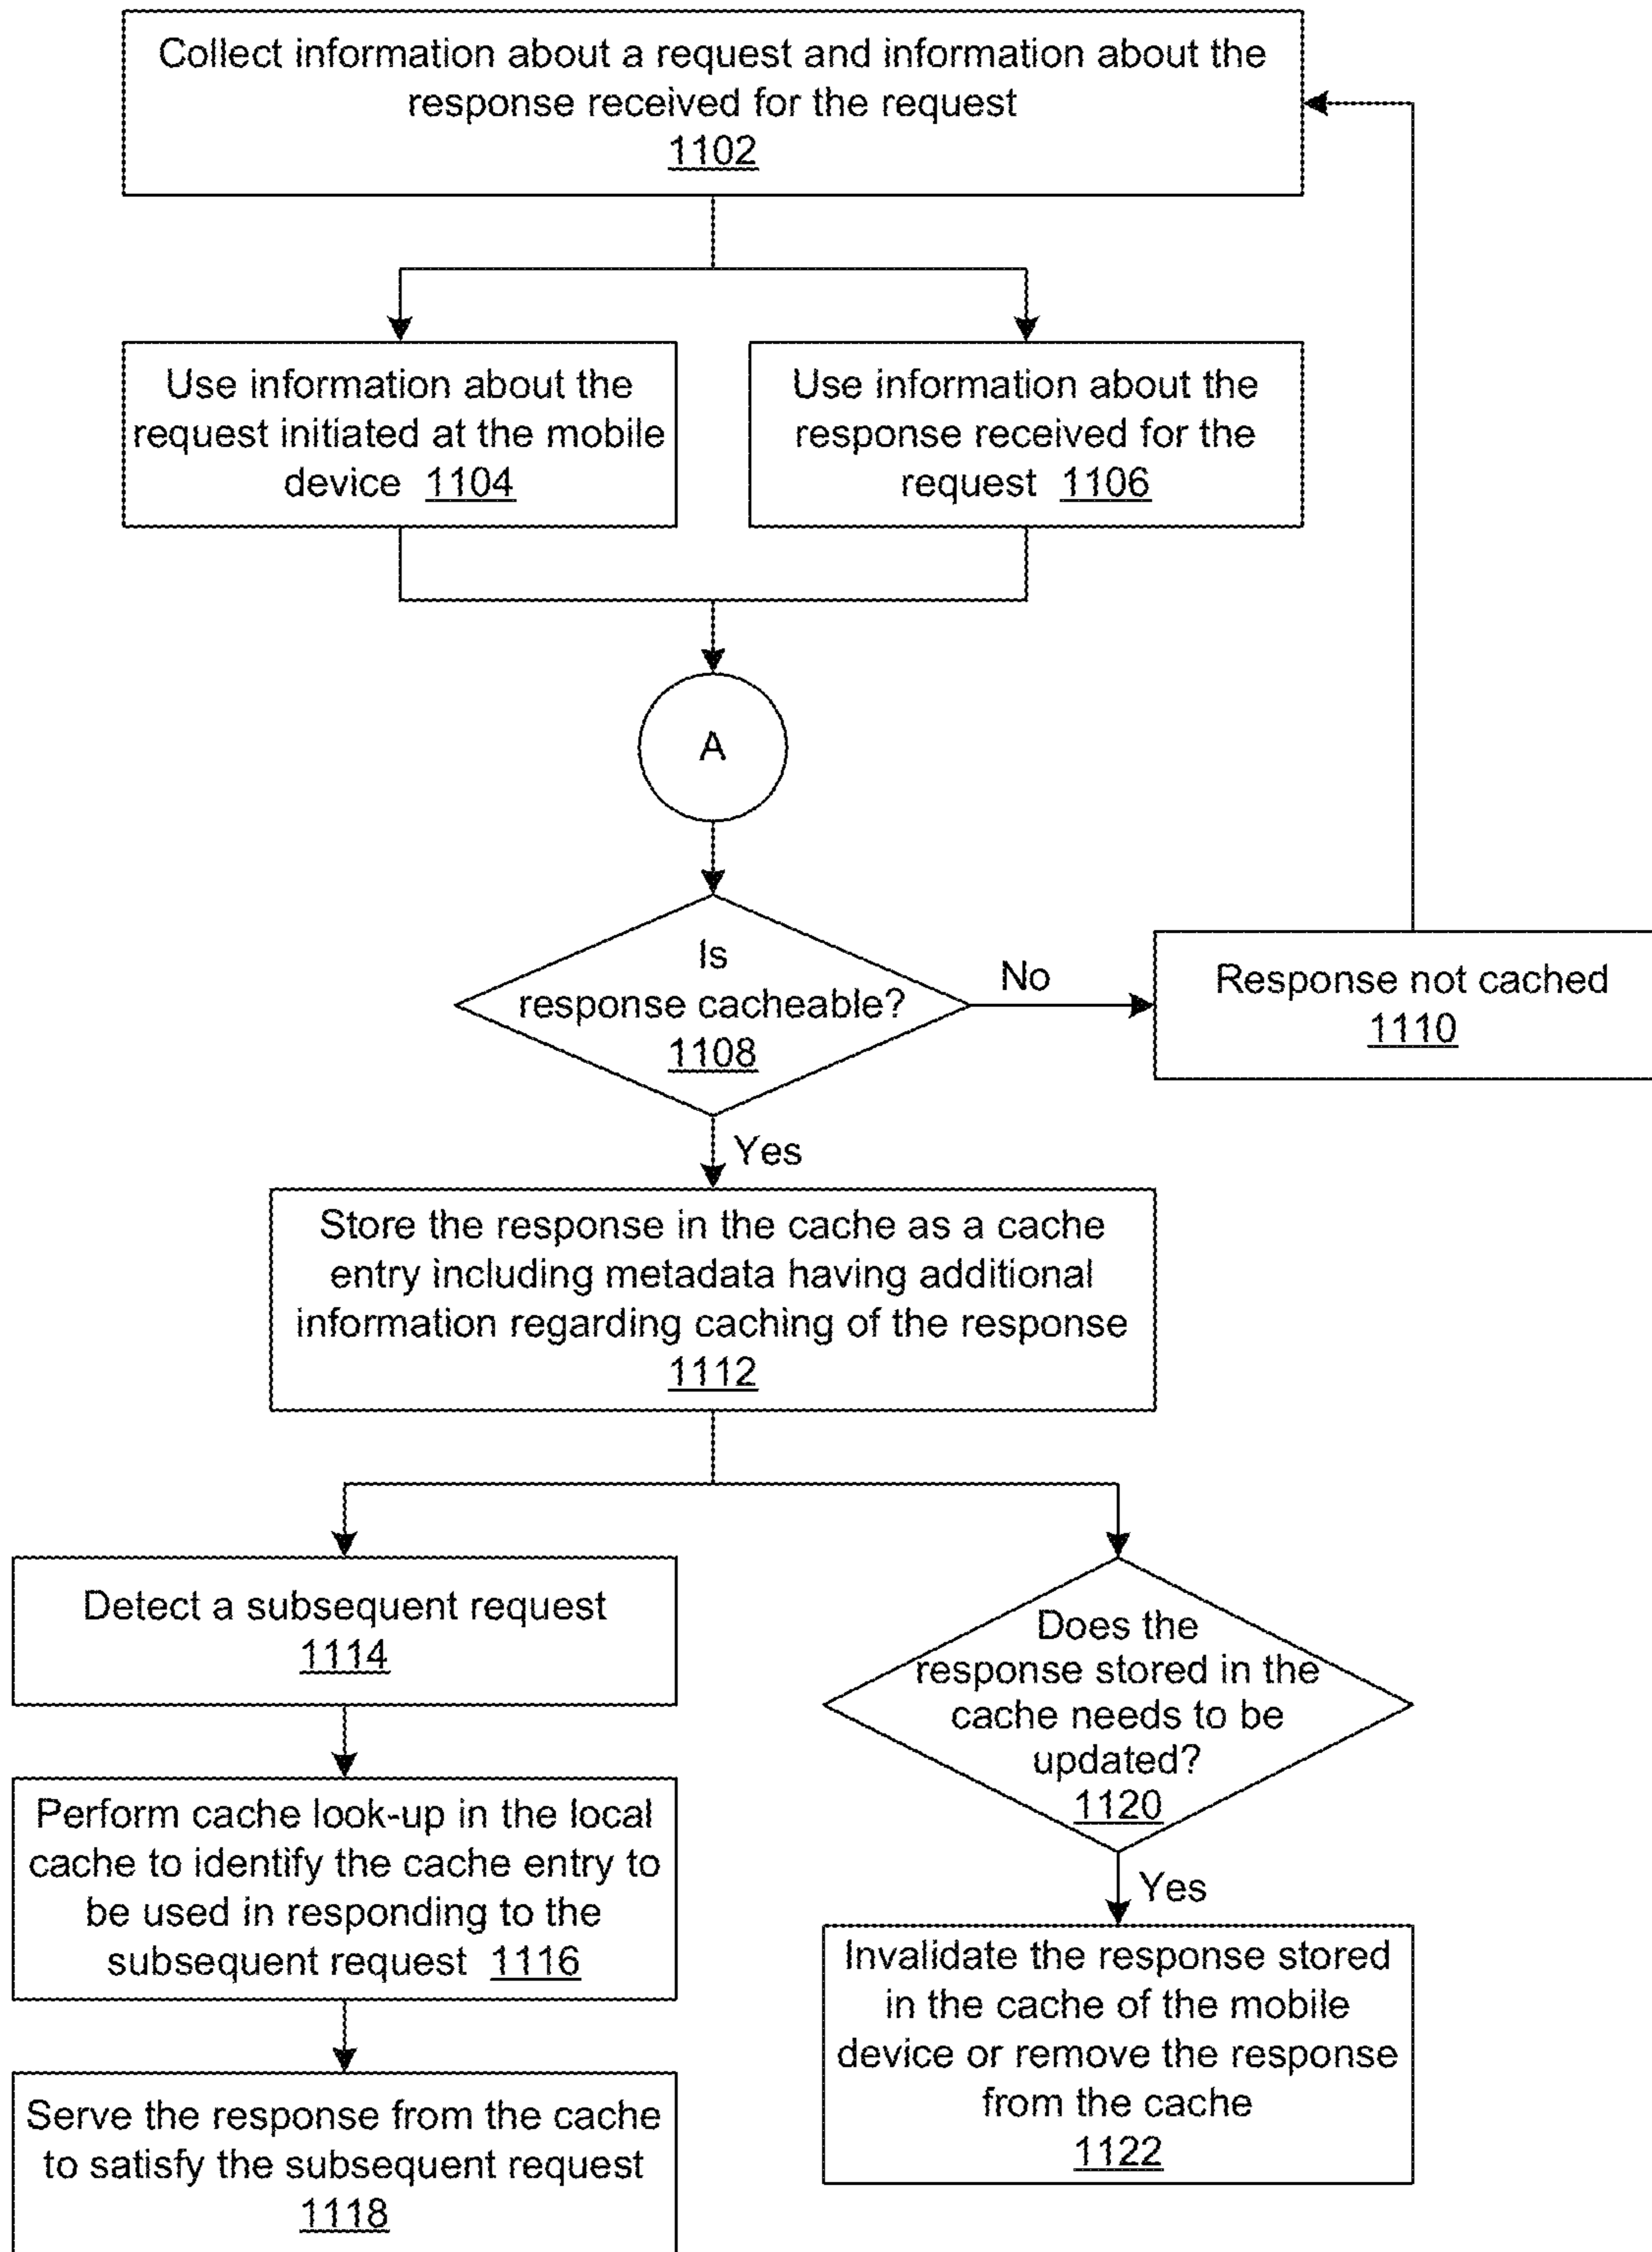 Collect information about a request and information about the
response received for the request
1102
Use information about the
request initiated at the mobile
device 1104
Use information about the
response received for the
request 1106
A
Is
response cacheable?
1108
No
Response not cached
1110
Yes
Store the response in the cache as a cache
entry including metadata having additional
information regarding caching of the response
1112
Detect a subsequent request
1114
Perform cache look-up in the local
cache to identify the cache entry to
be used in responding to the
subsequent request 1116
Serve the response from the cache
to satisfy the subsequent request
1118
Does the
response stored in the
cache needs to be
updated?
1120
Yes
Invalidate the response stored
in the cache of the mobile
device or remove the response
from the cache
1122